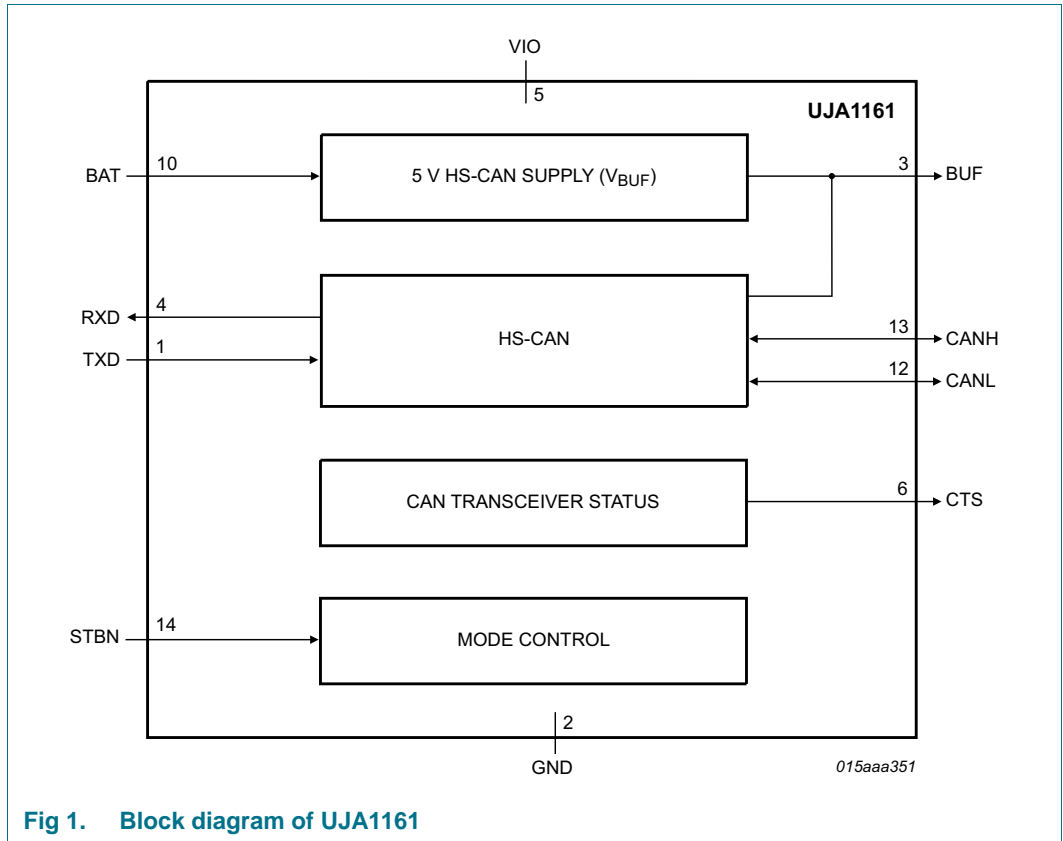 VIO
5
UJA1161
BAT
10
5 V HS-CAN SUPPLY (VBUF)
3
BUF
RXD
4
TXD
1
HS-CAN
13
CANH
12
CANL
CAN TRANSCEIVER STATUS
6
CTS
STBN
14
MODE CONTROL
2
GND
015aaa351
Fig 1. Block diagram of UJA1161